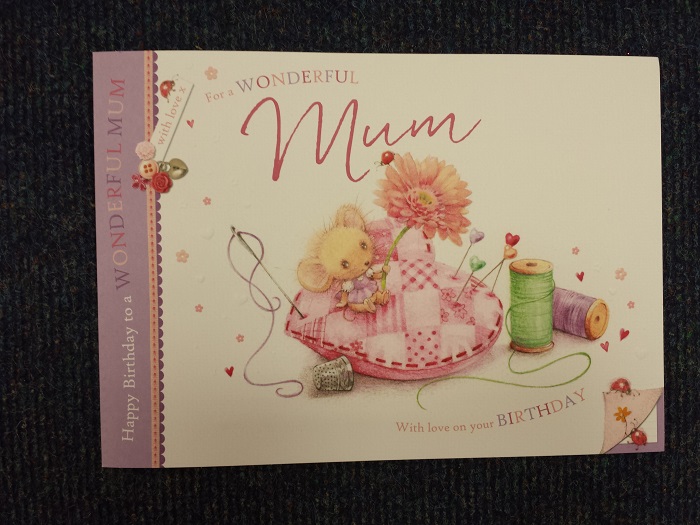 Happy Birthday to a WONDERFUL MUM
with love x
For a WONDERFUL
Mum
With love on your BIRTHDAY